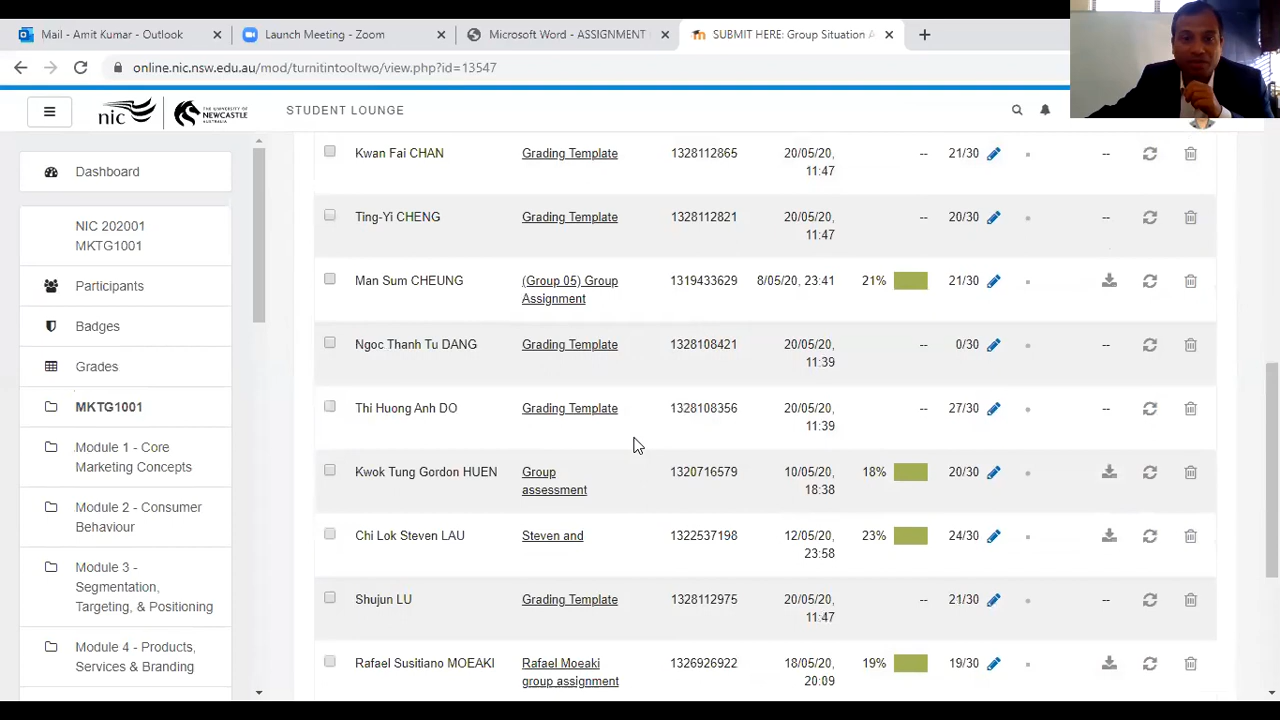 Mail - Amit Kumar - Outlook
Launch Meeting - Zoom
Microsoft Word - ASSIGNMENT
SUBMIT HERE: Group Situation A
online.nic.nsw.edu.au/mod/turnitintooltwo/view.php?id=13547
nic
THE UNIVERSITY OF
NEWCASTLE
AUSTRALIA
STUDENT LOUNGE
Dashboard
NIC 202001
MKTG1001
Participants
Badges
Grades
MKTG1001
Module 1 - Core
Marketing Concepts
Module 2 - Consumer
Behaviour
Module 3 -
Segmentation,
Targeting, & Positioning
Module 4 - Products,
Services & Branding
Kwan Fai CHAN Grading Template 1328112865 20/05/20, -- 21/30 --
11:47
Ting-Yi CHENG Grading Template 1328112821 20/05/20, -- 20/30 --
11:47
Man Sum CHEUNG (Group 05) Group 1319433629 8/05/20, 23:41 21% 21/30
Assignment
Ngoc Thanh Tu DANG Grading Template 1328108421 20/05/20, -- 0/30 --
11:39
Thi Huong Anh DO Grading Template 1328108356 20/05/20, -- 27/30 --
11:39
Kwok Tung Gordon HUEN Group 1320716579 10/05/20, 18% 20/30
assessment 18:38
Chi Lok Steven LAU Steven and 1322537198 12/05/20, 23% 24/30
23:58
Shujun LU Grading Template 1328112975 20/05/20, -- 21/30 --
11:47
Rafael Susitiano MOEAKI Rafael Moeaki 1326926922 18/05/20, 19% 19/30
group assignment 20:09